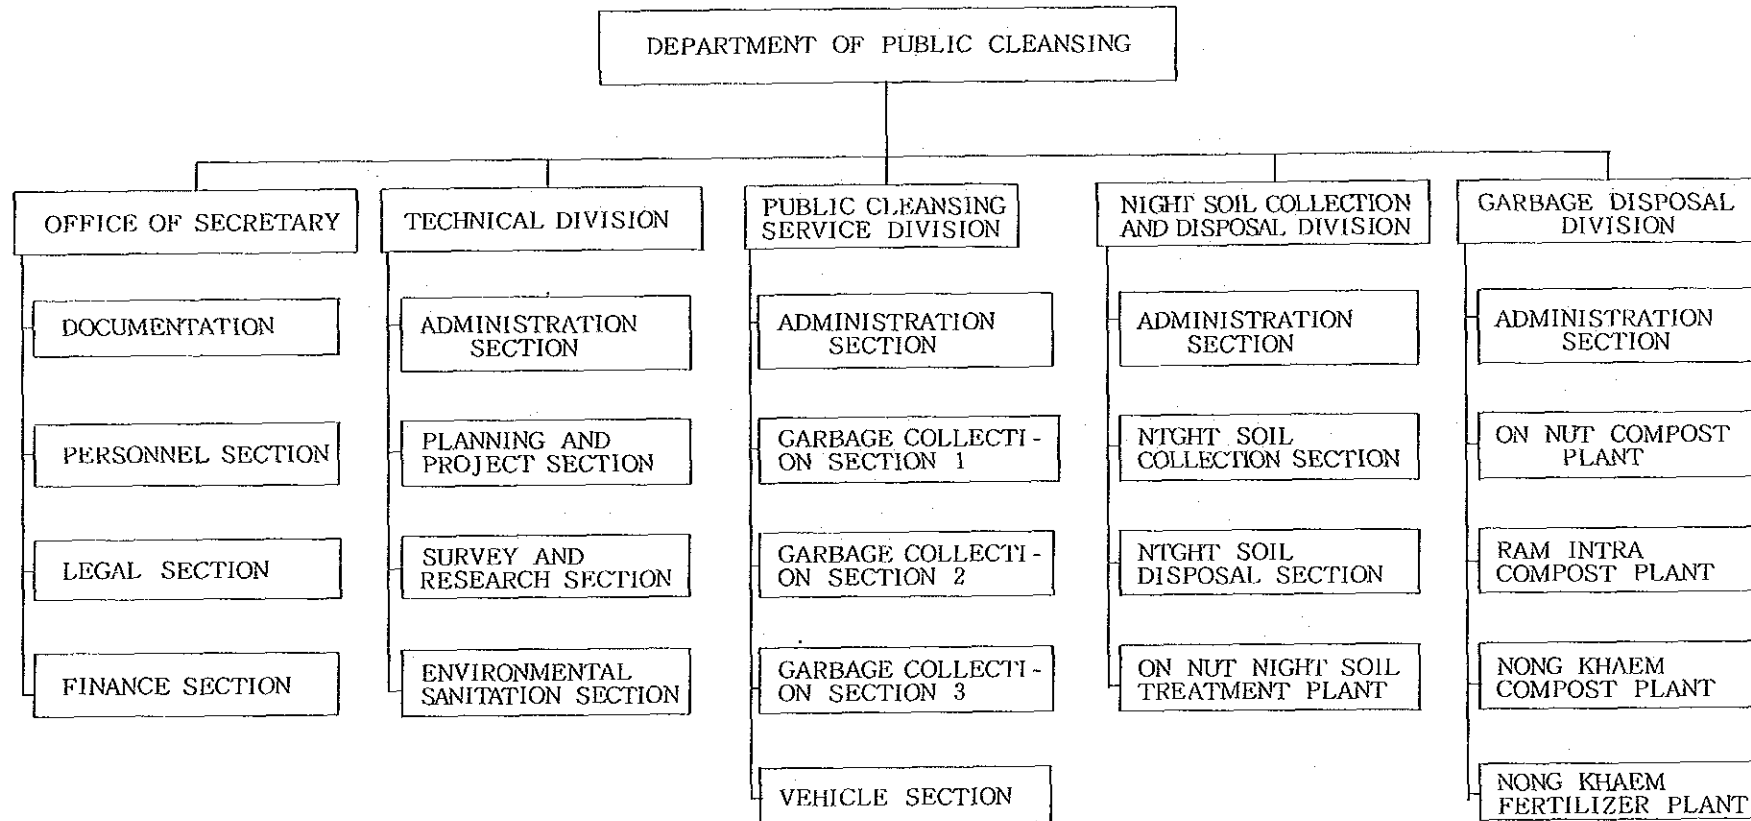 DEPARTMENT OF PUBLIC CLEANSING
OFFICE OF SECRETARY
DOCUMENTATION
PERSONNEL SECTION
LEGAL SECTION
FINANCE SECTION
TECHNICAL DIVISION
ADMINISTRATION
SECTION
PLANNING AND
PROJECT SECTION
SURVEY AND
RESEARCH SECTION
ENVIRONMENTAL
SANITATION SECTION
PUBLIC CLEANSING
SERVICE DIVISION
ADMINISTRATION
SECTION
GARBAGE COLLECTI-
ON SECTION 1
GARBAGE COLLECTI-
ON SECTION 2
GARBAGE COLLECTI-
ON SECTION 3
VEHICLE SECTION
NIGHT SOIL COLLECTION
AND DISPOSAL DIVISION
ADMINISTRATION
SECTION
NTGHT SOIL
COLLECTION SECTION
NTGHT SOIL
DISPOSAL SECTION
ON NUT NIGHT SOIL
TREATMENT PLANT
GARBAGE DISPOSAL
DIVISION
ADMINISTRATION
SECTION
ON NUT COMPOST
PLANT
RAM INTRA
COMPOST PLANT
NONG KHAEM
COMPOST PLANT
NONG KHAEM
FERTILIZER PLANT